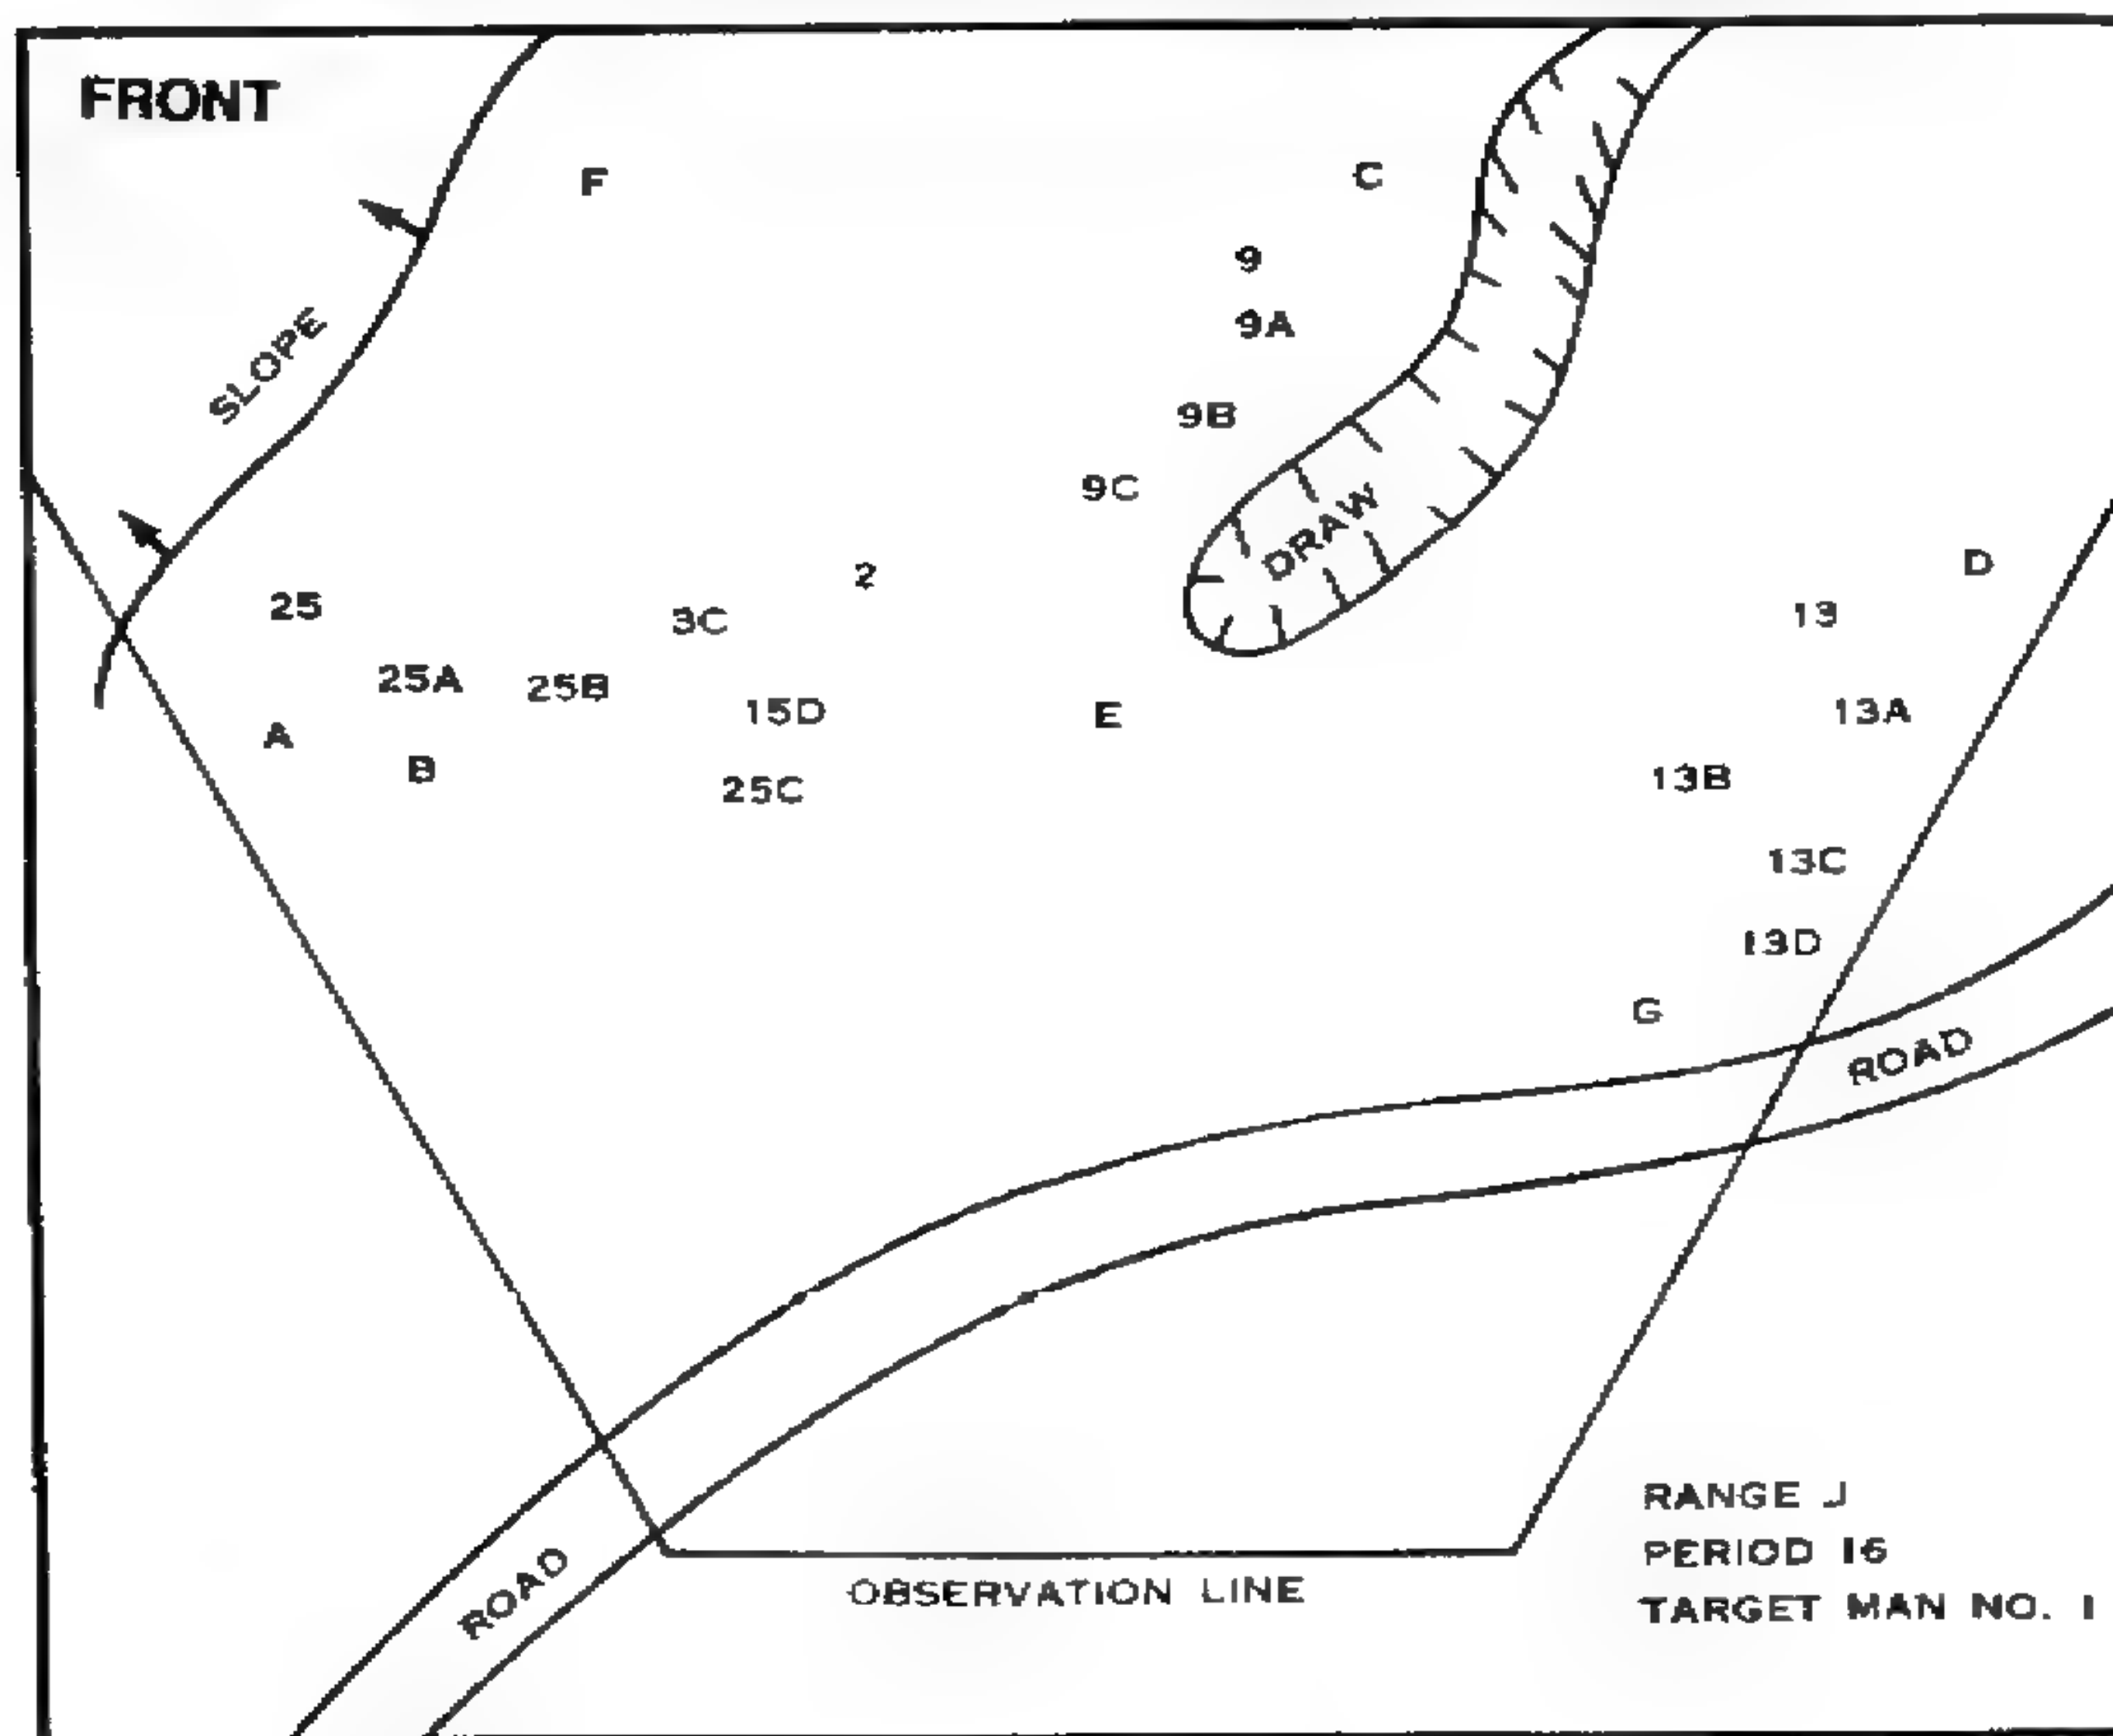 FRONT
F
C
9
9A
SLOPE
9B
9C
DRAW
D
2
25
3C
13
25A
25B
15D
E
13A
A
B
25C
13B
13C
13D
G
ROAD
RANGE J
PERIOD 16
ROAD
OBSERVATION LINE
TARGET MAN NO. 1